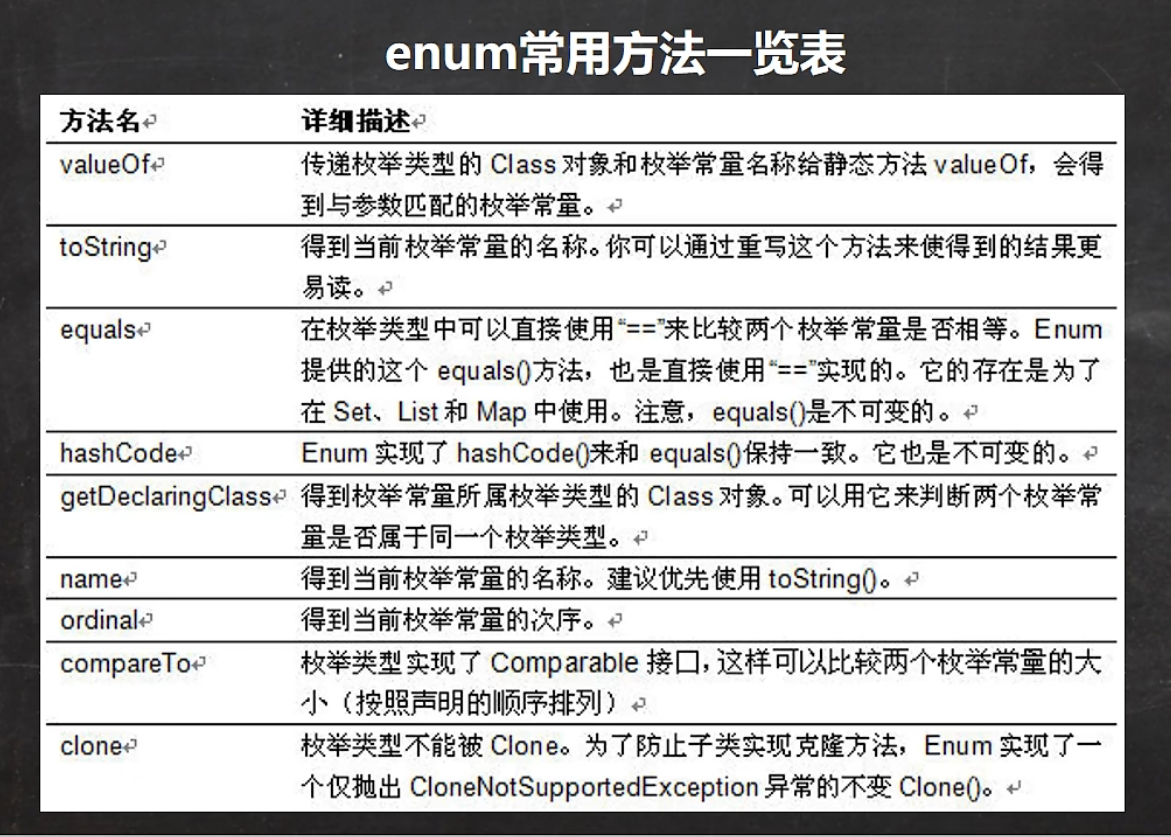 enum常用方法一览表
方法名↵ 详细描述↵
valueOf↵ 传递枚举类型的 Class 对象和枚举常量名称给静态方法 valueOf，会得
到与参数匹配的枚举常量。↵
toString↵ 得到当前枚举常量的名称。你可以通过重写这个方法来使得到的结果更
易读。↵
equals↵ 在枚举类型中可以直接使用“==”来比较两个枚举常量是否相等。Enum
提供的这个 equals()方法，也是直接使用“==”实现的。它的存在是为了
在 Set、List 和 Map 中使用。注意，equals()是不可变的。↵
hashCode↵ Enum 实现了 hashCode()来和 equals()保持一致。它也是不可变的。↵
getDeclaringClass↵ 得到枚举常量所属枚举类型的 Class 对象。可以用它来判断两个枚举常
量是否属于同一个枚举类型。↵
name↵ 得到当前枚举常量的名称。建议优先使用 toString()。↵
ordinal↵ 得到当前枚举常量的次序。↵
compareTo↵ 枚举类型实现了 Comparable 接口，这样可以比较两个枚举常量的大
小（按照声明的顺序排列）↵
clone↵ 枚举类型不能被 Clone。为了防止子类实现克隆方法，Enum 实现了一
个仅抛出 CloneNotSupportedException 异常的不变 Clone()。↵